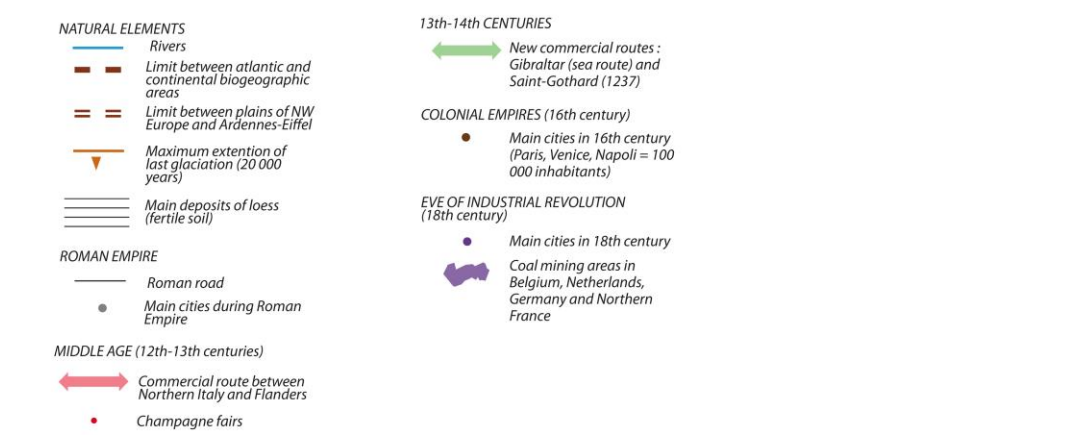 NATURAL ELEMENTS
Rivers
Limit between atlantic and
continental biogeographic
areas
Limit between plains of NW
Europe and Ardennes-Eiffel
Maximum extention of
last glaciation (20 000
years)
Main deposits of loess
(fertile soil)
ROMAN EMPIRE
Roman road
Main cities during Roman
Empire
MIDDLE AGE (12th-13th centuries)
Commercial route between
Northern Italy and Flanders
Champagne fairs
13th-14th CENTURIES
New commercial routes :
Gibraltar (sea route) and
Saint-Gothard (1237)
COLONIAL EMPIRES (16th century)
Main cities in 16th century
(Paris, Venice, Napoli = 100
000 inhabitants)
EVE OF INDUSTRIAL REVOLUTION
(18th century)
Main cities in 18th century
Coal mining areas in
Belgium, Netherlands,
Germany and Northern
France